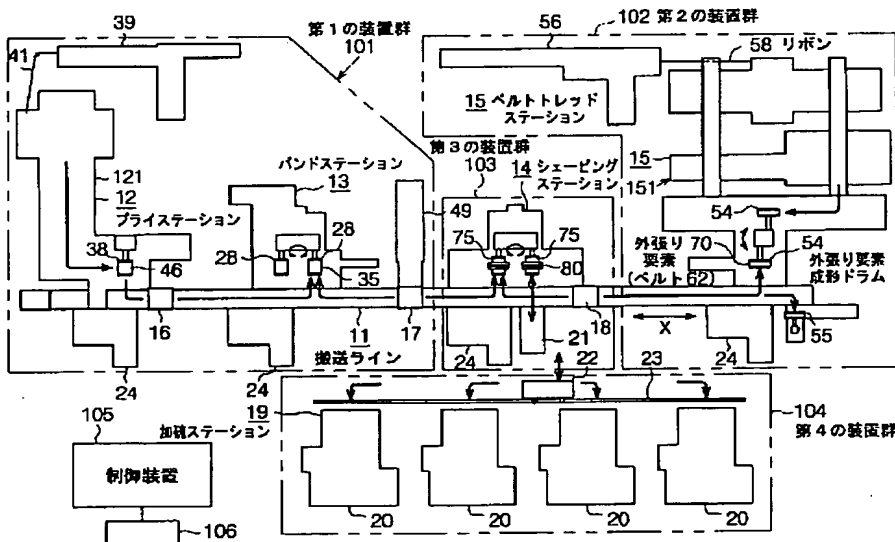 39
第1の装置群
101
56
102 第2の装置群
58 リボン
41
15 ベルトトレッド
ステーション
第3の装置群
バンドステーション
103
14 シェーピング
ステーション
13
15
151
121
12
プライステーション
49
54
38
46
28
28
35
75
75
80
外張り
要素
(ベルト62)
70
54
外張り要素
成形ドラム
16
11
搬送ライン
17
18
X
21
24
24
24
24
55
22
23
19
加硫ステーション
104
第4の装置群
105
制御装置
106
20
20
20
20